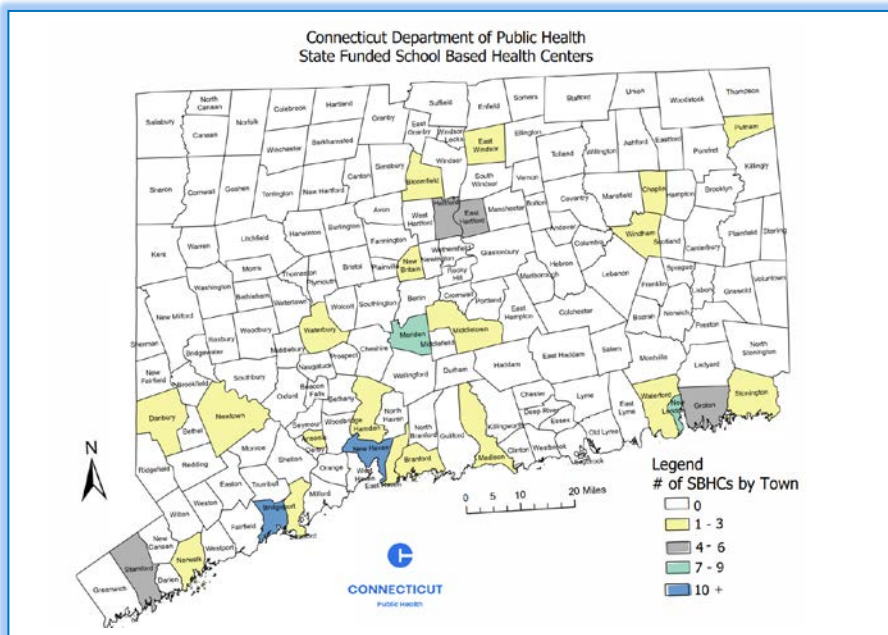 Connecticut Department of Public Health
State Funded School Based Health Centers
Salisbury
North Canaan
Canaan
Norfolk
Colebrook
Hartland
Granby
Suffield
East Granby
Windsor Locks
Enfield
Somers
Stafford
Union
Woodstock
Thompson
Putnam
Winchester
Barkhamsted
Simsbury
Bloomfield
Windsor
East Windsor
Ellington
Tolland
Willington
Ashford
Eastford
Pomfret
Killingly
Sharon
Cornwall
Goshen
Torrington
New Hartford
Canton
Avon
West Hartford
Hartford
East Hartford
South Windsor
Vernon
Manchester
Bolton
Coventry
Mansfield
Chaplin
Hampton
Brooklyn
Kent
Warren
Litchfield
Harwinton
Burlington
Farmington
Wethersfield
Newington
Glastonbury
Andover
Hebron
Columbia
Windham
Scotland
Canterbury
Plainfield
Sterling
Washington
Morris
Bethlehem
Thomaston
Plymouth
Bristol
Plainville
New Britain
Rocky Hill
Marlborough
Lebanon
Franklin
Sprague
Lisbon
Griswold
Voluntown
New Milford
Watertown
Wolcott
Southington
Berlin
Cromwell
Portland
East Hampton
Colchester
Bozrah
Norwich
Preston
Sherman
Bridgewater
Roxbury
Woodbury
Middlebury
Waterbury
Prospect
Cheshire
Meriden
Middlefield
Middletown
Haddam
East Haddam
Salem
Montville
Ledyard
North Stonington
New Fairfield
Brookfield
Southbury
Naugatuck
Beacon Falls
Bethany
Wallingford
Durham
Danbury
Bethel
Newtown
Oxford
Seymour
Woodbridge
Hamden
North Haven
North Branford
Guilford
Killingworth
Chester
Deep River
Essex
Lyme
Old Lyme
East Lyme
Waterford
New London
Groton
Stonington
Ridgefield
Redding
Monroe
Shelton
Ansonia
Derby
Orange
New Haven
West Haven
East Haven
Branford
Madison
Clinton
Westbrook
Wilton
Weston
Easton
Trumbull
Milford
Bridgeport
Fairfield
Greenwich
Stamford
New Canaan
Darien
Norwalk
Westport
N
0 5 10 20 Miles
Legend
# of SBHCs by Town
0
1 - 3
4 - 6
7 - 9
10 +
CONNECTICUT
Public Health